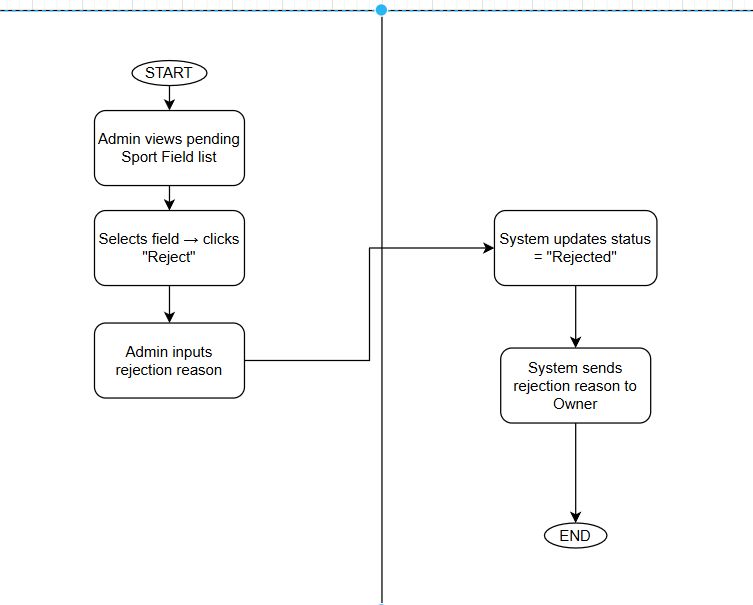 START
Admin views pending
Sport Field list
Selects field → clicks
"Reject"
Admin inputs
rejection reason
System updates status
= "Rejected"
System sends
rejection reason to
Owner
END